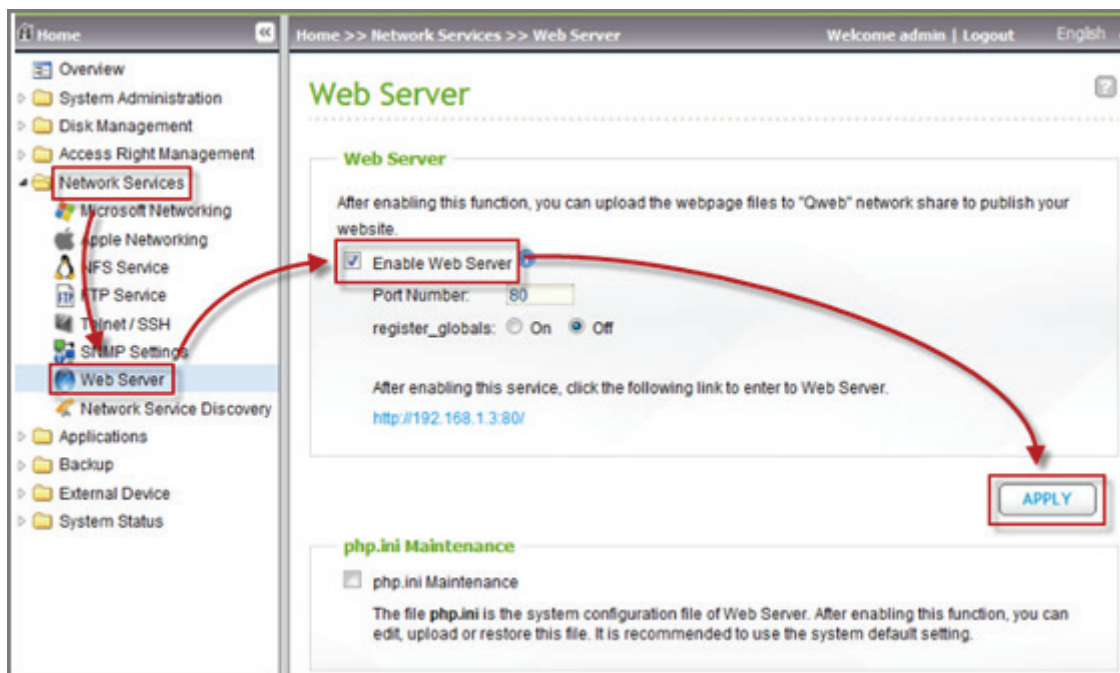 Home
Home >> Network Services >> Web Server
Welcome admin | Logout
English
Overview
System Administration
Disk Management
Access Right Management
Network Services
Microsoft Networking
Apple Networking
NFS Service
FTP Service
Telnet / SSH
SNMP Settings
Web Server
Network Service Discovery
Applications
Backup
External Device
System Status
Web Server
Web Server
After enabling this function, you can upload the webpage files to "Qweb" network share to publish your
website.
Enable Web Server
Port Number: 80
register_globals: On Off
After enabling this service, click the following link to enter to Web Server.
http://192.168.1.3:80/
APPLY
php.ini Maintenance
php.ini Maintenance
The file php.ini is the system configuration file of Web Server. After enabling this function, you can
edit, upload or restore this file. It is recommended to use the system default setting.